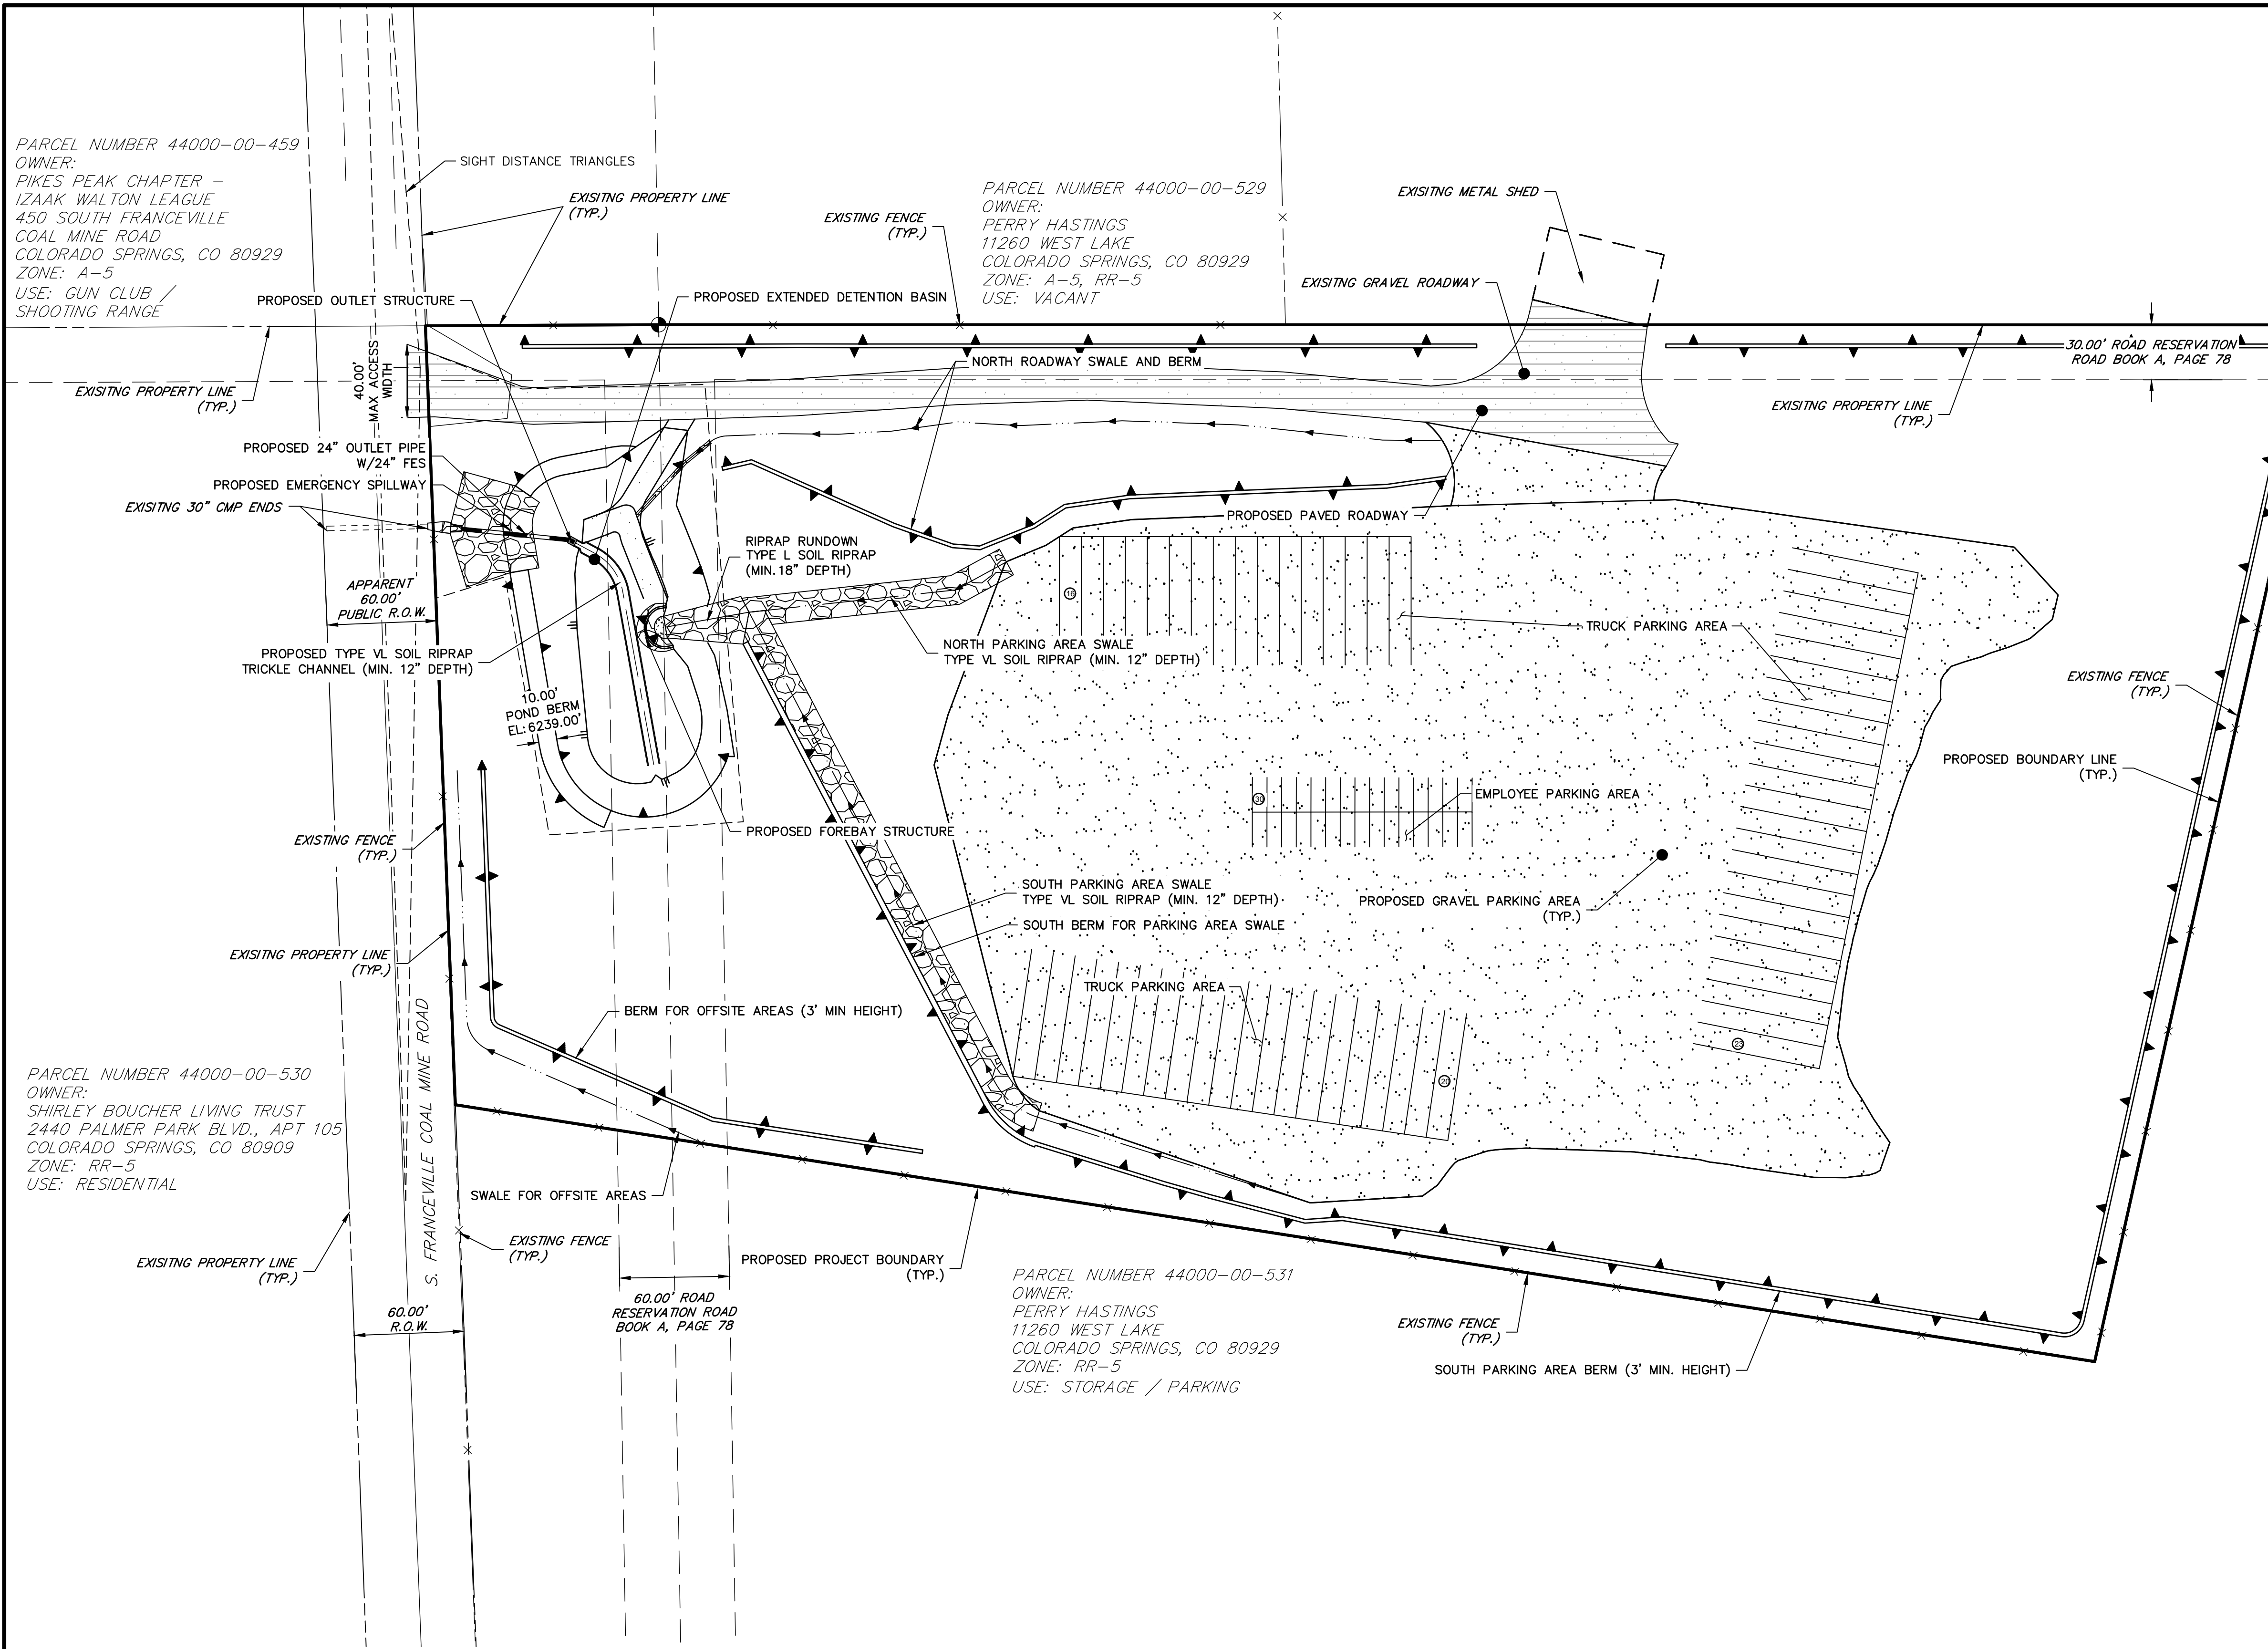 PARCEL NUMBER 44000-00-459
OWNER:
PIKES PEAK CHAPTER -
IZAAK WALTON LEAGUE
450 SOUTH FRANCEVILLE
COAL MINE ROAD
COLORADO SPRINGS, CO 80929
ZONE: A-5
USE: GUN CLUB /
SHOOTING RANGE
SIGHT DISTANCE TRIANGLES
EXISITNG PROPERTY LINE
(TYP.)
EXISTING FENCE
(TYP.)
PARCEL NUMBER 44000-00-529
OWNER:
PERRY HASTINGS
11260 WEST LAKE
COLORADO SPRINGS, CO 80929
ZONE: A-5, RR-5
USE: VACANT
EXISITNG METAL SHED
EXISITNG GRAVEL ROADWAY
PROPOSED OUTLET STRUCTURE
PROPOSED EXTENDED DETENTION BASIN
30.00' ROAD RESERVATION
ROAD BOOK A, PAGE 78
NORTH ROADWAY SWALE AND BERM
40.00'
MAX ACCESS
WIDTH
EXISITNG PROPERTY LINE
(TYP.)
EXISITNG PROPERTY LINE
(TYP.)
PROPOSED 24" OUTLET PIPE
W/24" FES
PROPOSED EMERGENCY SPILLWAY
EXISITNG 30" CMP ENDS
PROPOSED PAVED ROADWAY
RIPRAP RUNDOWN
TYPE L SOIL RIPRAP
(MIN. 18" DEPTH)
APPARENT
60.00'
PUBLIC R.O.W.
16
TRUCK PARKING AREA
NORTH PARKING AREA SWALE
TYPE VL SOIL RIPRAP (MIN. 12" DEPTH)
PROPOSED TYPE VL SOIL RIPRAP
TRICKLE CHANNEL (MIN. 12" DEPTH)
EXISTING FENCE
(TYP.)
10.00'
POND BERM
EL: 6239.00'
PROPOSED BOUNDARY LINE
(TYP.)
30
EMPLOYEE PARKING AREA
PROPOSED FOREBAY STRUCTURE
EXISTING FENCE
(TYP.)
SOUTH PARKING AREA SWALE
TYPE VL SOIL RIPRAP (MIN. 12" DEPTH)
PROPOSED GRAVEL PARKING AREA
(TYP.)
SOUTH BERM FOR PARKING AREA SWALE
EXISITNG PROPERTY LINE
(TYP.)
TRUCK PARKING AREA
BERM FOR OFFSITE AREAS (3' MIN HEIGHT)
23
20
S. FRANCEVILLE COAL MINE ROAD
PARCEL NUMBER 44000-00-530
OWNER:
SHIRLEY BOUCHER LIVING TRUST
2440 PALMER PARK BLVD., APT 105
COLORADO SPRINGS, CO 80909
ZONE: RR-5
USE: RESIDENTIAL
SWALE FOR OFFSITE AREAS
EXISTING FENCE
(TYP.)
EXISITNG PROPERTY LINE
(TYP.)
PROPOSED PROJECT BOUNDARY
(TYP.)
60.00'
R.O.W.
60.00' ROAD
RESERVATION ROAD
BOOK A, PAGE 78
PARCEL NUMBER 44000-00-531
OWNER:
PERRY HASTINGS
11260 WEST LAKE
COLORADO SPRINGS, CO 80929
ZONE: RR-5
USE: STORAGE / PARKING
EXISTING FENCE
(TYP.)
SOUTH PARKING AREA BERM (3' MIN. HEIGHT)